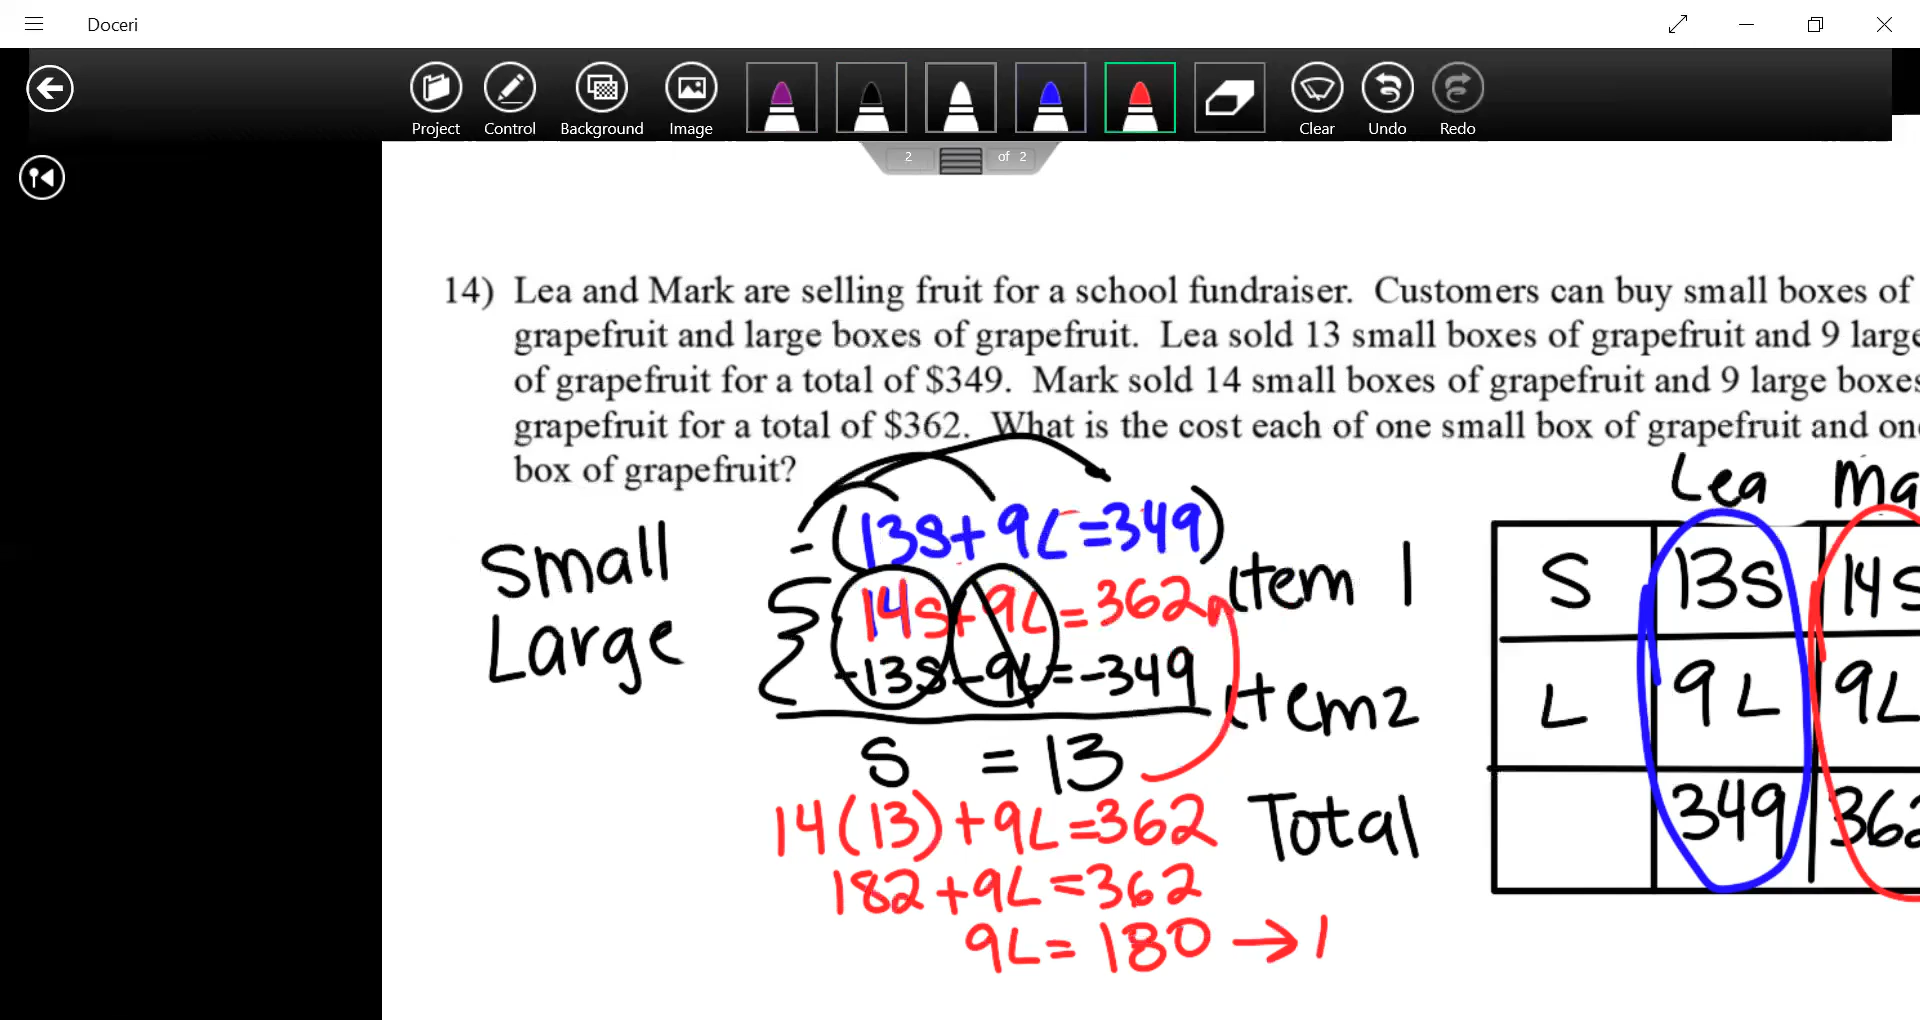 Doceri
Project Control Background Image Clear Undo Redo
2 of 2
14) Lea and Mark are selling fruit for a school fundraiser. Customers can buy small boxes of
grapefruit and large boxes of grapefruit. Lea sold 13 small boxes of grapefruit and 9 large
of grapefruit for a total of $349. Mark sold 14 small boxes of grapefruit and 9 large boxes
grapefruit for a total of $362. What is the cost each of one small box of grapefruit and on
box of grapefruit?
Small
Large
-(13s+9L=349)
14s+9L=362
-13s-9L=-349
s = 13
14(13)+9L=362
182+9L=362
9L=180 → l
Item 1
Item2
Total
Lea Ma
S 13s 14s
L 9L 9L
349 362